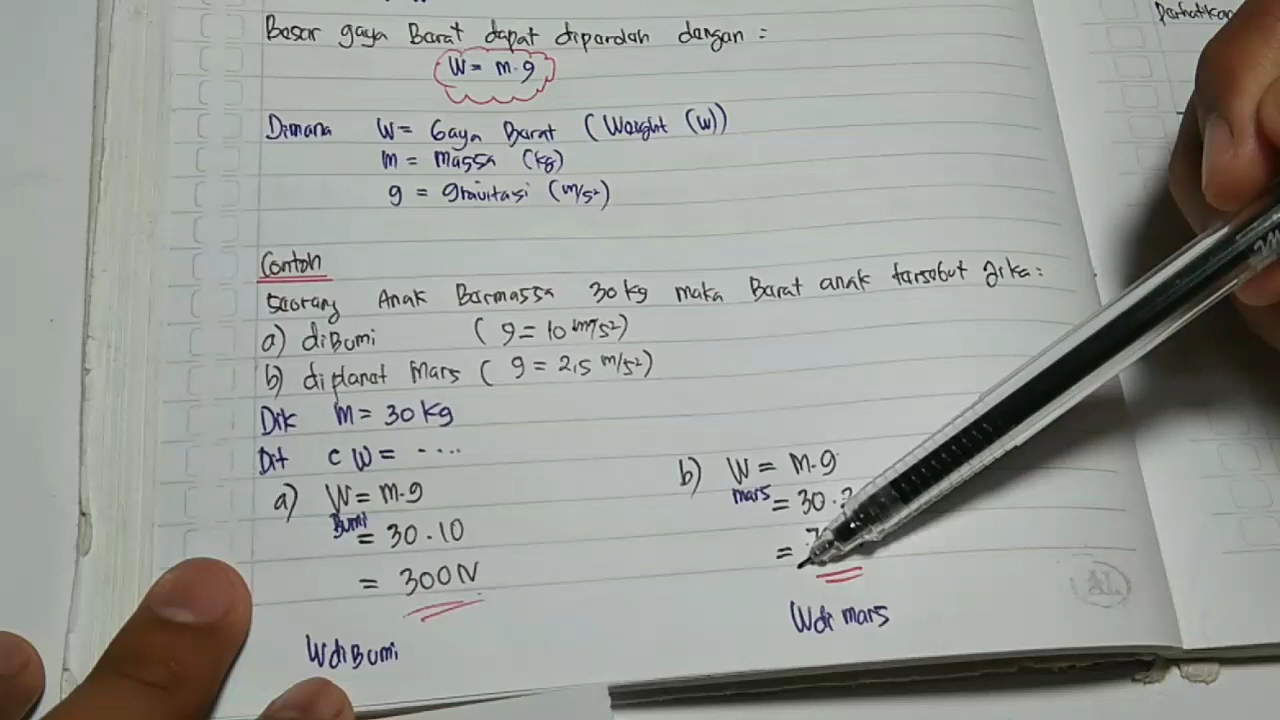 Besar gaya Berat dapat diperoleh dengan :
W = m.g
Dimana W = Gaya Berat (Weight (W))
m = massa (kg)
g = gravitasi (m/s²)
Contoh
Seorang Anak Bermassa 30 kg maka Berat anak tersebut jika :
a) diBumi ( g = 10 m/s²)
b) diplanet Mars ( g = 2,5 m/s²)
Dik m = 30 kg
Dit c W = ....
a) W = m.g
Bumi = 30 . 10
= 300 N
W di Bumi
b) W = m.g
mars = 30 .
=
W di mars
Perhatikan